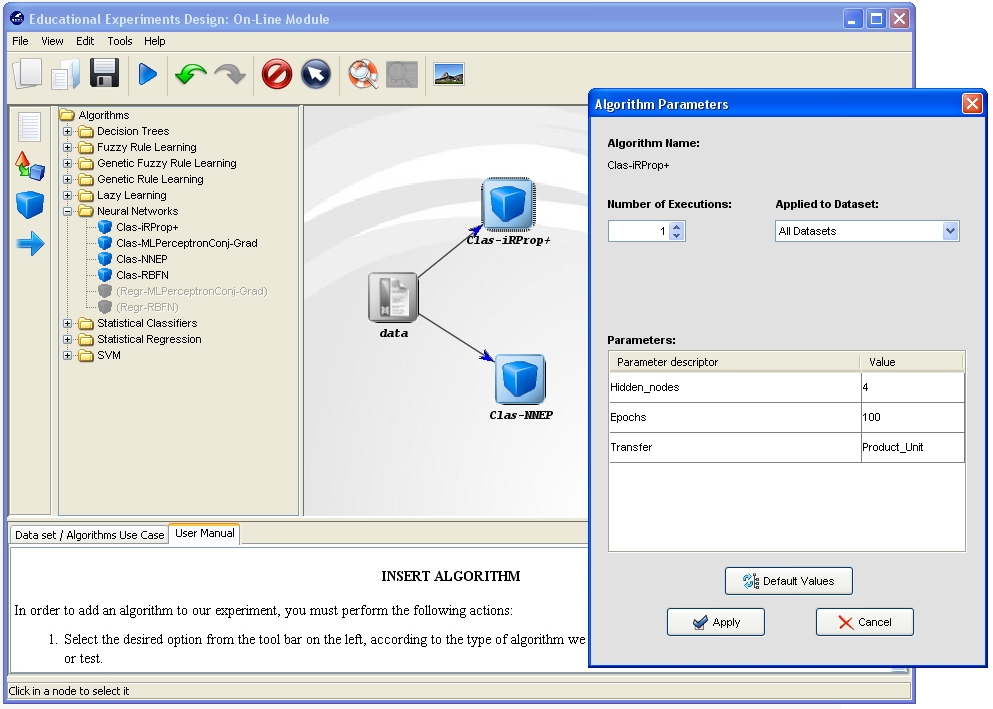 Educational Experiments Design: On-Line Module
File View Edit Tools Help
Algorithms
Decision Trees
Fuzzy Rule Learning
Genetic Fuzzy Rule Learning
Genetic Rule Learning
Lazy Learning
Neural Networks
Clas-iRProp+
Clas-MLPerceptronConj-Grad
Clas-NNEP
Clas-RBFN
(Regr-MLPerceptronConj-Grad)
(Regr-RBFN)
Statistical Classifiers
Statistical Regression
SVM
Clas-iRProp+
data
Clas-NNEP
Algorithm Parameters
Algorithm Name:
Clas-iRProp+
Number of Executions: Applied to Dataset:
1 All Datasets
Parameters:
Parameter descriptor Value
Hidden_nodes 4
Epochs 100
Transfer Product_Unit
Default Values
Apply Cancel
Data set / Algorithms Use Case User Manual
INSERT ALGORITHM
In order to add an algorithm to our experiment, you must perform the following actions:
1. Select the desired option from the tool bar on the left, according to the type of algorithm we
or test.
Click in a node to select it